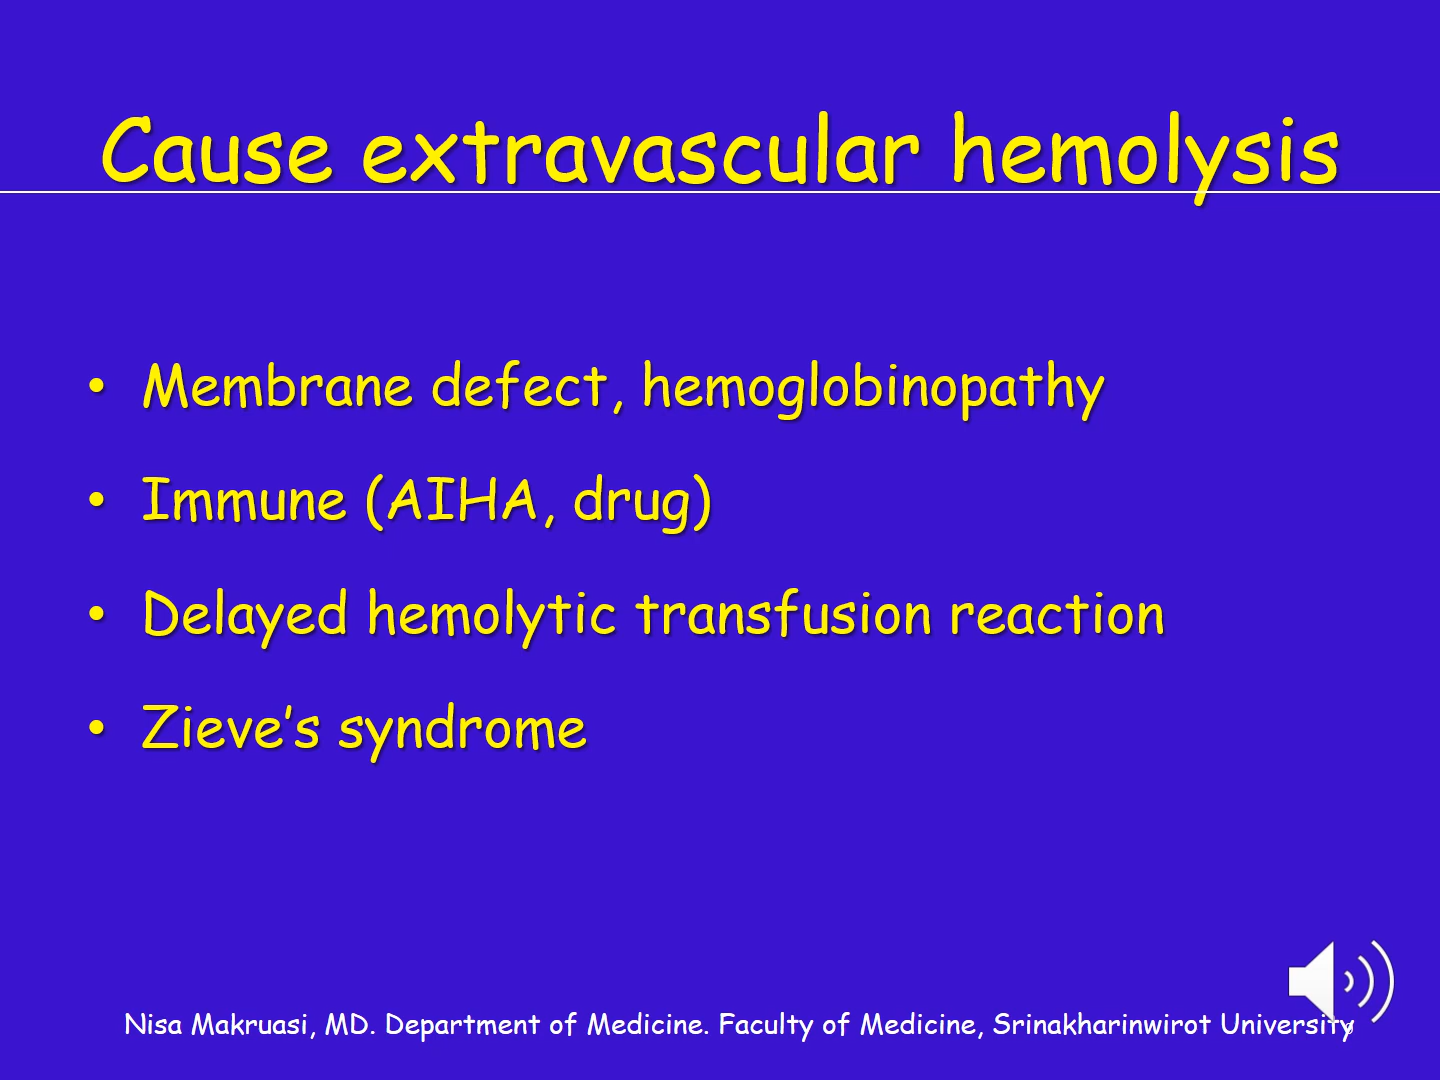 Cause extravascular hemolysis
• Membrane defect, hemoglobinopathy
• Immune (AIHA, drug)
• Delayed hemolytic transfusion reaction
• Zieve’s syndrome
Nisa Makruasi, MD. Department of Medicine. Faculty of Medicine, Srinakharinwirot University